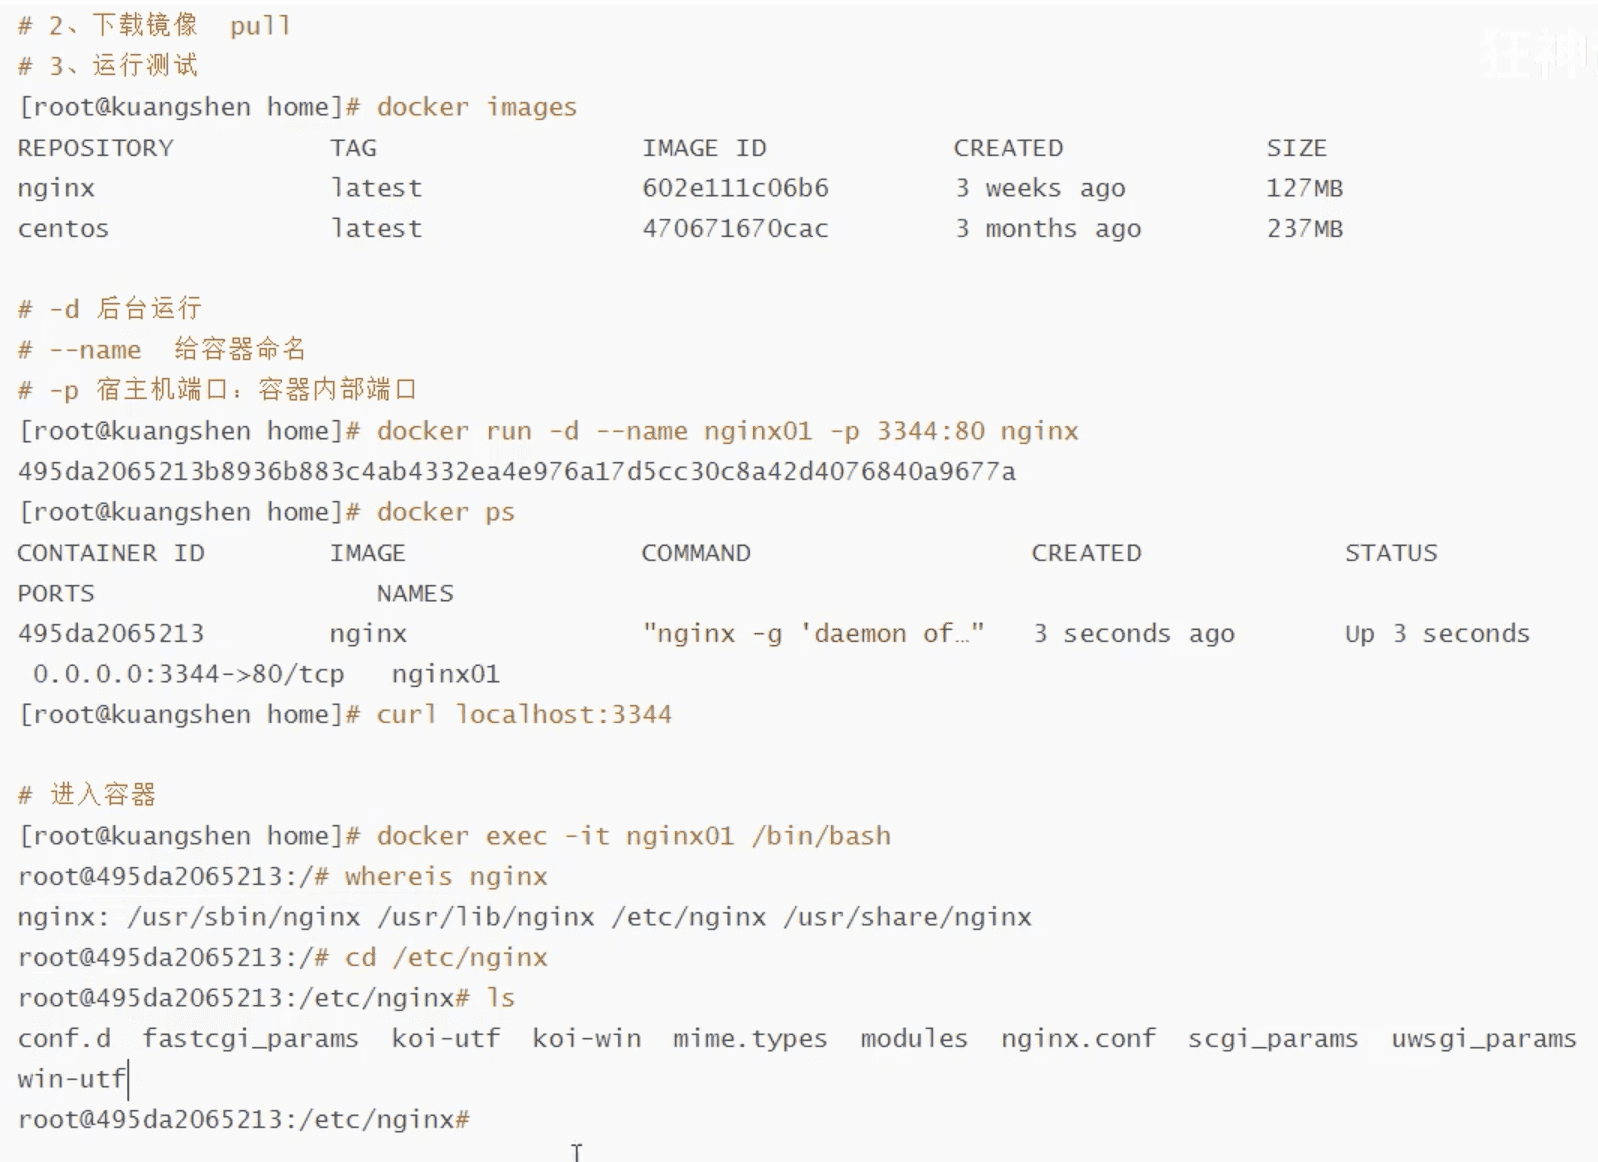 # 2、下载镜像  pull
# 3、运行测试
狂神
[root@kuangshen home]# docker images
REPOSITORY          TAG                 IMAGE ID            CREATED             SIZE
nginx               latest              602e111c06b6        3 weeks ago         127MB
centos              latest              470671670cac        3 months ago        237MB

# -d 后台运行
# --name  给容器命名
# -p 宿主机端口：容器内部端口
[root@kuangshen home]# docker run -d --name nginx01 -p 3344:80 nginx
495da2065213b8936b883c4ab4332ea4e976a17d5cc30c8a42d4076840a9677a
[root@kuangshen home]# docker ps
CONTAINER ID        IMAGE               COMMAND                  CREATED             STATUS
PORTS                  NAMES
495da2065213        nginx               "nginx -g 'daemon of…"   3 seconds ago       Up 3 seconds
 0.0.0.0:3344->80/tcp   nginx01
[root@kuangshen home]# curl localhost:3344

# 进入容器
[root@kuangshen home]# docker exec -it nginx01 /bin/bash
root@495da2065213:/# whereis nginx
nginx: /usr/sbin/nginx /usr/lib/nginx /etc/nginx /usr/share/nginx
root@495da2065213:/# cd /etc/nginx
root@495da2065213:/etc/nginx# ls
conf.d  fastcgi_params  koi-utf  koi-win  mime.types  modules  nginx.conf  scgi_params  uwsgi_params
win-utf
root@495da2065213:/etc/nginx#